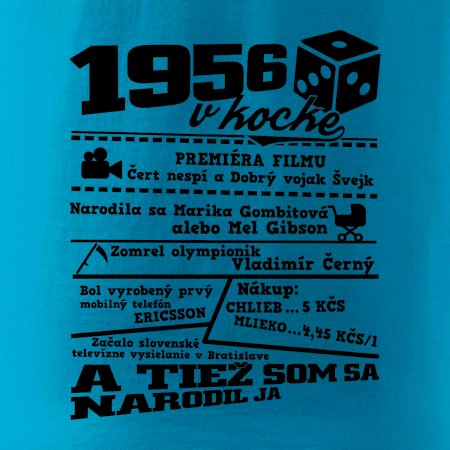 1956
v kocke
PREMIÉRA FILMU
Čert nespí a Dobrý vojak Švejk
Narodila sa Marika Gombitová
alebo Mel Gibson
Zomrel olympionik
Vladimír Černý
Bol vyrobený prvý
mobilný telefón
ERICSSON
Nákup:
CHLIEB...5 KČS
MLIEKO...4,45 KČS/l
Začalo slovenské
televízne vysielanie v Bratislave
A TIEŽ SOM SA
NARODIL JA